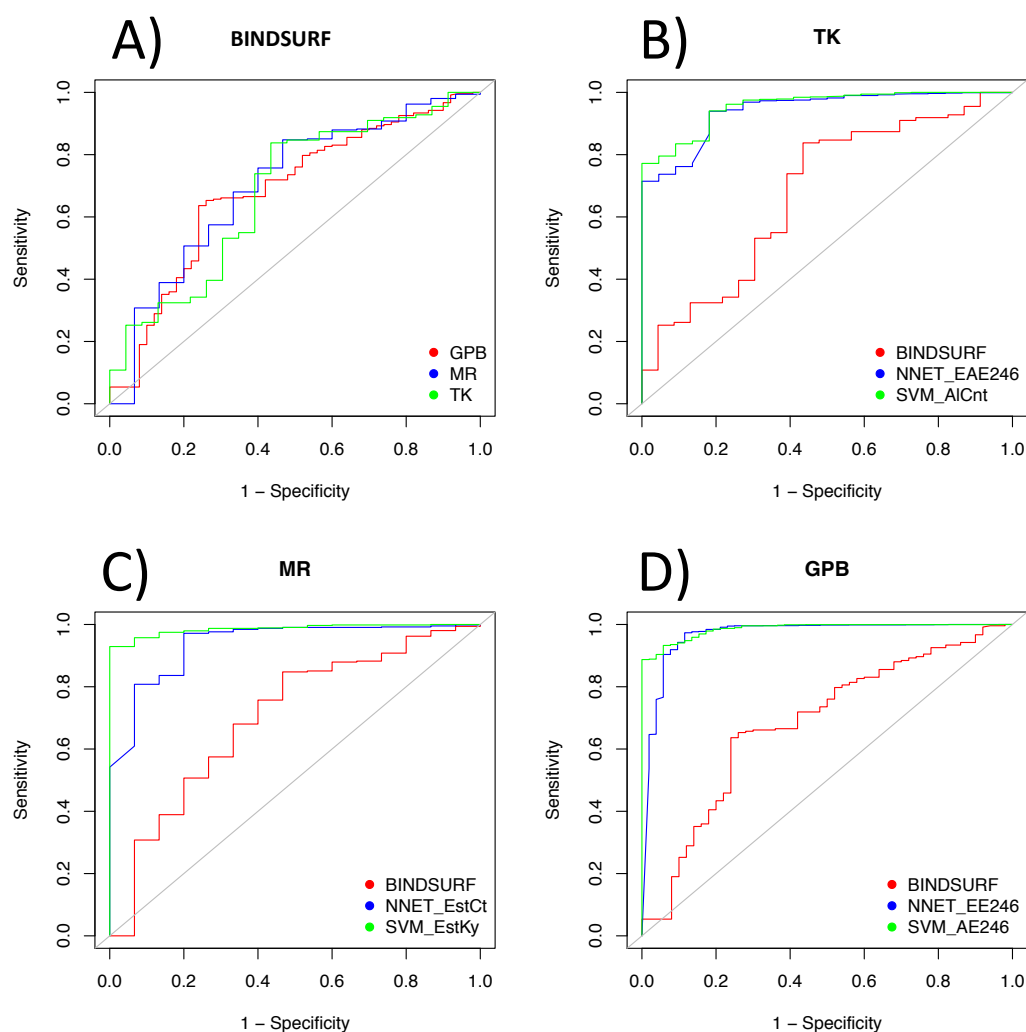 A) BINDSURF
Sensitivity
0.0 0.2 0.4 0.6 0.8 1.0
GPB
MR
TK
0.0 0.2 0.4 0.6 0.8 1.0
1 − Specificity
B) TK
Sensitivity
0.0 0.2 0.4 0.6 0.8 1.0
BINDSURF
NNET_EAE246
SVM_AlCnt
0.0 0.2 0.4 0.6 0.8 1.0
1 − Specificity
C) MR
Sensitivity
0.0 0.2 0.4 0.6 0.8 1.0
BINDSURF
NNET_EstCt
SVM_EstKy
0.0 0.2 0.4 0.6 0.8 1.0
1 − Specificity
D) GPB
Sensitivity
0.0 0.2 0.4 0.6 0.8 1.0
BINDSURF
NNET_EE246
SVM_AE246
0.0 0.2 0.4 0.6 0.8 1.0
1 − Specificity